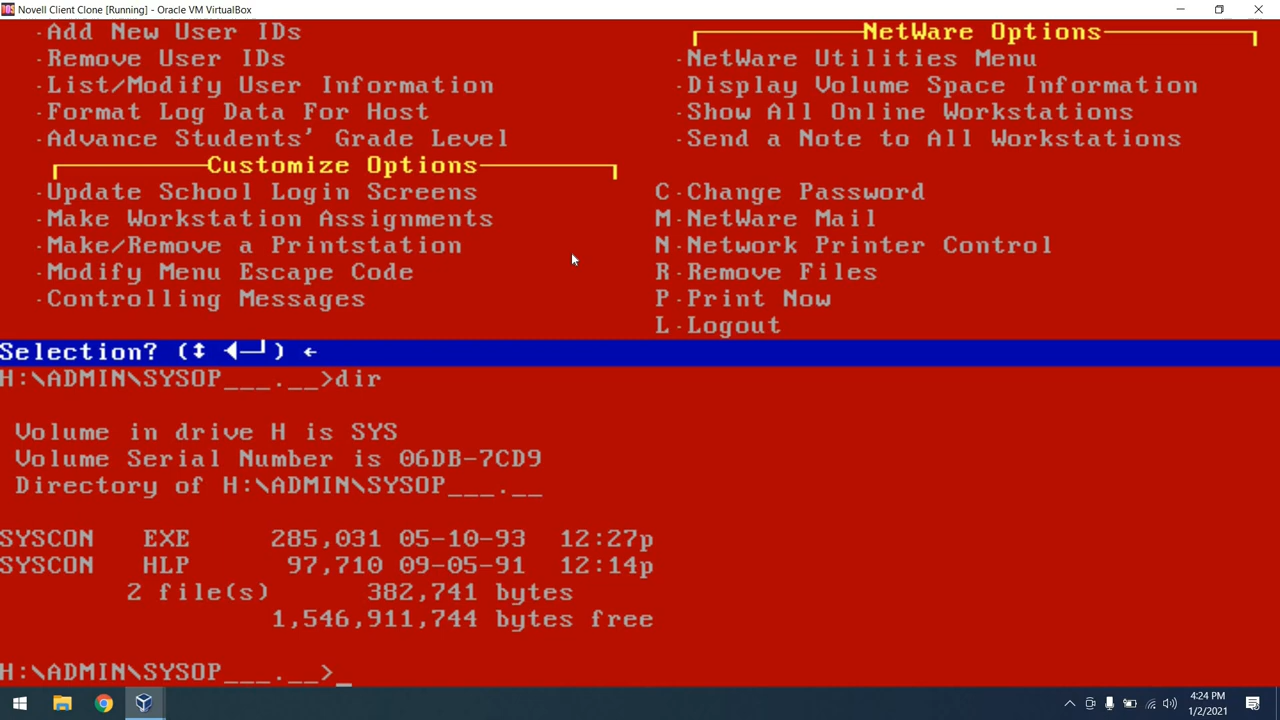 Novell Client Clone [Running] - Oracle VM VirtualBox
·Add New User IDs
·Remove User IDs
·List/Modify User Information
·Format Log Data For Host
·Advance Students' Grade Level
Customize Options
·Update School Login Screens
·Make Workstation Assignments
·Make/Remove a Printstation
·Modify Menu Escape Code
·Controlling Messages
NetWare Options
·NetWare Utilities Menu
·Display Volume Space Information
·Show All Online Workstations
·Send a Note to All Workstations
C·Change Password
M·NetWare Mail
N·Network Printer Control
R·Remove Files
P·Print Now
L·Logout
Selection? (↕ ◄─┘ ) ←
H:\ADMIN\SYSOP___.__>dir
Volume in drive H is SYS
Volume Serial Number is 06DB-7CD9
Directory of H:\ADMIN\SYSOP___.__
SYSCON EXE 285,031 05-10-93 12:27p
SYSCON HLP 97,710 09-05-91 12:14p
2 file(s) 382,741 bytes
1,546,911,744 bytes free
H:\ADMIN\SYSOP___.__>_
4:24 PM
1/2/2021